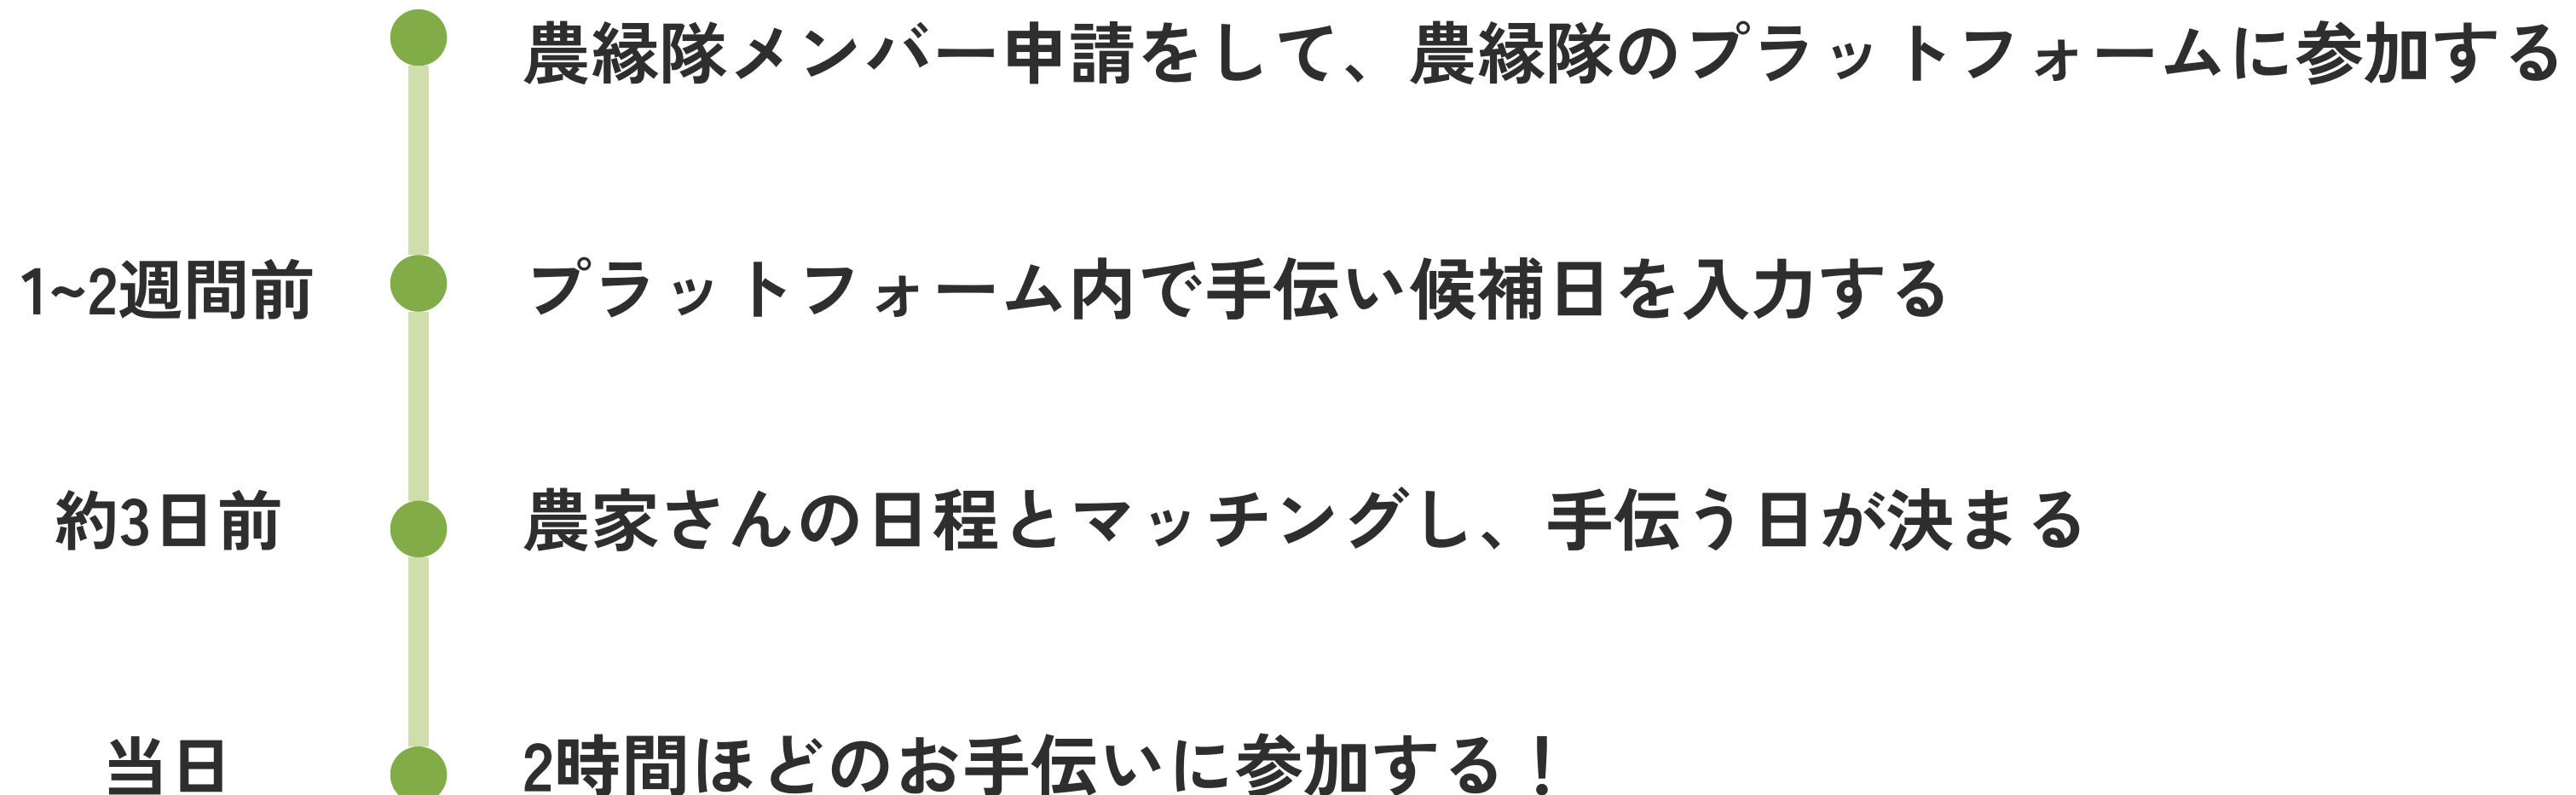 農縁隊メンバー申請をして、農縁隊のプラットフォームに参加する
1~2週間前
プラットフォーム内で手伝い候補日を入力する
約3日前
農家さんの日程とマッチングし、手伝う日が決まる
当日
2時間ほどのお手伝いに参加する！